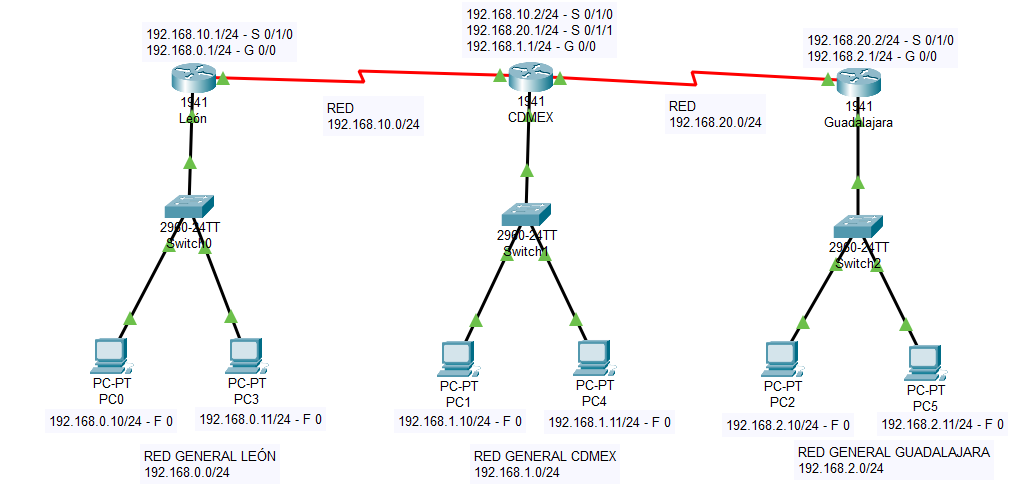 192.168.10.1/24 - S 0/1/0
192.168.0.1/24 - G 0/0
192.168.10.2/24 - S 0/1/0
192.168.20.1/24 - S 0/1/1
192.168.1.1/24 - G 0/0
192.168.20.2/24 - S 0/1/0
192.168.2.1/24 - G 0/0
1941
León
RED
192.168.10.0/24
1941
CDMEX
RED
192.168.20.0/24
1941
Guadalajara
2960-24TT
Switch0
2960-24TT
Switch1
2960-24TT
Switch2
PC-PT
PC0
PC-PT
PC3
PC-PT
PC1
PC-PT
PC4
PC-PT
PC2
PC-PT
PC5
192.168.0.10/24 - F 0
192.168.0.11/24 - F 0
192.168.1.10/24 - F 0
192.168.1.11/24 - F 0
192.168.2.10/24 - F 0
192.168.2.11/24 - F 0
RED GENERAL LEÓN
192.168.0.0/24
RED GENERAL CDMEX
192.168.1.0/24
RED GENERAL GUADALAJARA
192.168.2.0/24